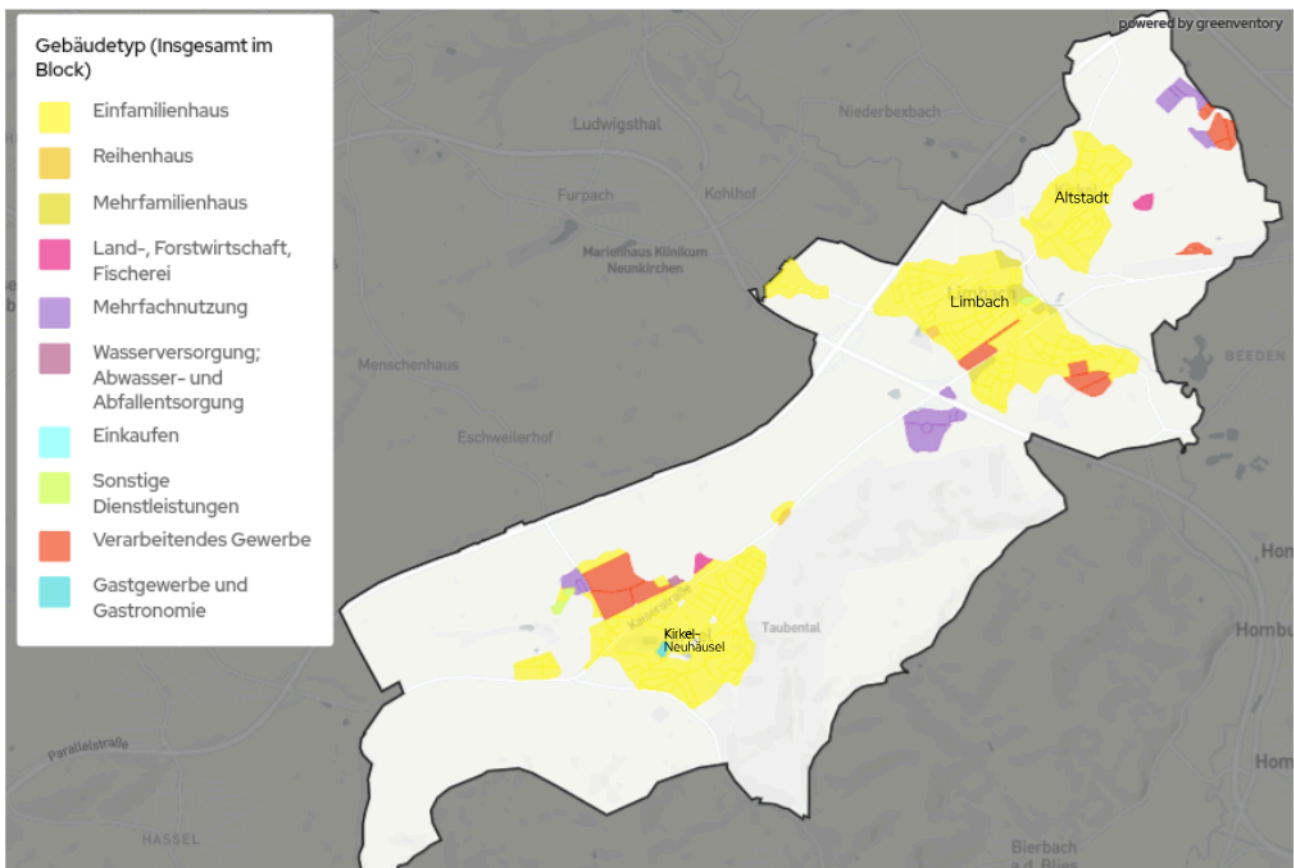 powered by greenventory
Gebäudetyp (Insgesamt im
Block)
Einfamilienhaus
Reihenhaus
Mehrfamilienhaus
Land-, Forstwirtschaft,
Fischerei
Mehrfachnutzung
Wasserversorgung;
Abwasser- und
Abfallentsorgung
Einkaufen
Sonstige
Dienstleistungen
Verarbeitendes Gewerbe
Gastgewerbe und
Gastronomie
Niederbexbach
Ludwigsthal
Furpach
Kohlhof
Altstadt
Marienhaus Klinikum
Neunkirchen
Limbach
Limbach
BEEDEN
Menschenhaus
Eschweilerhof
Kaiserstraße
Taubental
Kirkel-
Neuhäusel
Parallelstraße
HASSEL
Bierbach
a.d. Blies